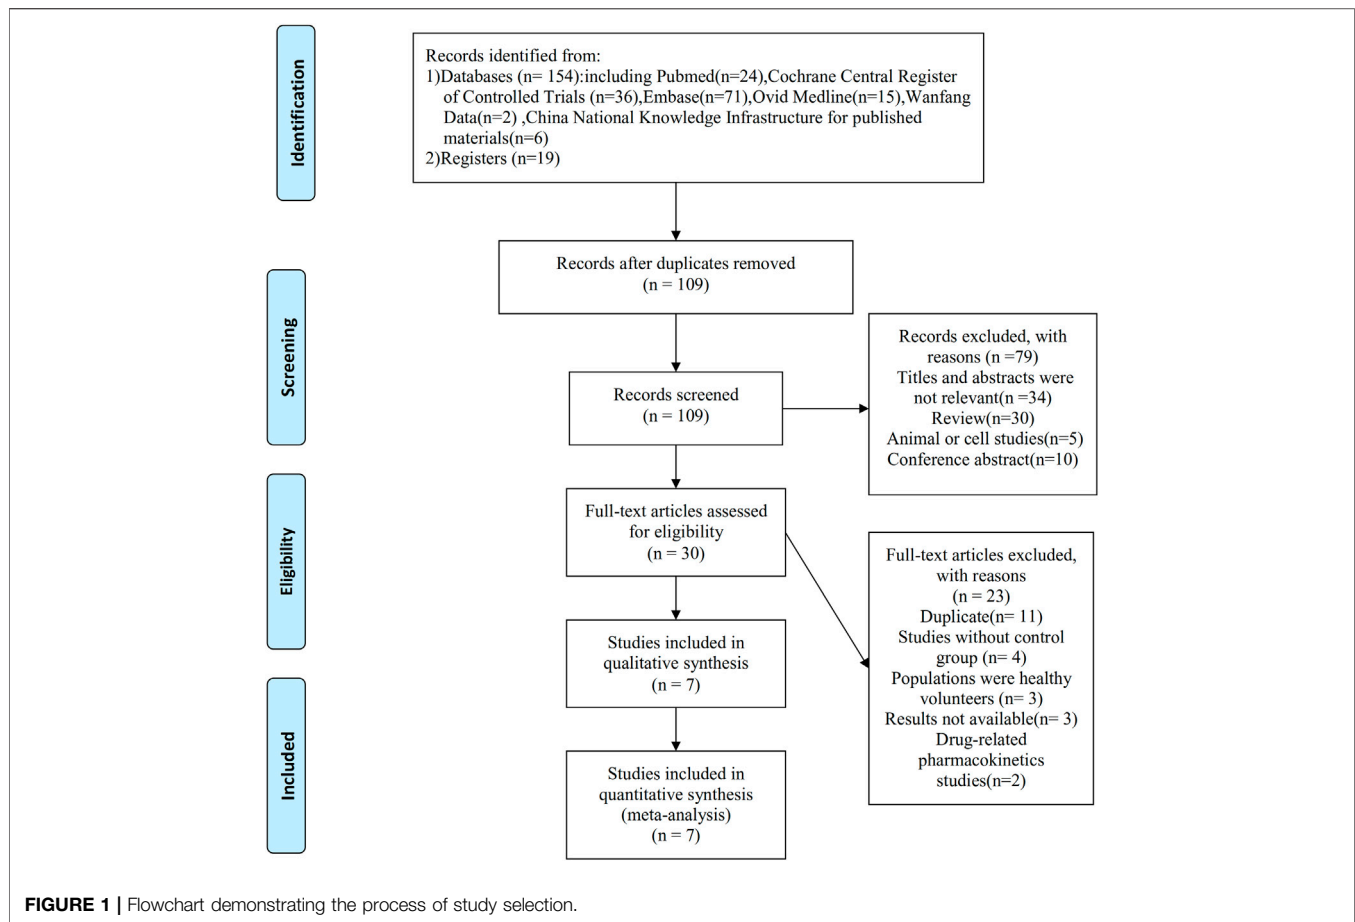 Identification
Records identified from:
1)Databases (n= 154):including Pubmed(n=24),Cochrane Central Register
of Controlled Trials (n=36),Embase(n=71),Ovid Medline(n=15),Wanfang
Data(n=2) ,China National Knowledge Infrastructure for published
materials(n=6)
2)Registers (n=19)
Records after duplicates removed
(n = 109)
Screening
Records screened
(n = 109)
Records excluded, with
reasons (n =79)
Titles and abstracts were
not relevant(n =34)
Review(n=30)
Animal or cell studies(n=5)
Conference abstract(n=10)
Eligibility
Full-text articles assessed
for eligibility
(n = 30)
Full-text articles excluded,
with reasons
(n = 23)
Duplicate(n= 11)
Studies without control
group (n= 4)
Populations were healthy
volunteers (n= 3)
Results not available(n= 3)
Drug-related
pharmacokinetics
studies(n=2)
Studies included in
qualitative synthesis
(n = 7)
Included
Studies included in
quantitative synthesis
(meta-analysis)
(n = 7)
FIGURE 1 | Flowchart demonstrating the process of study selection.